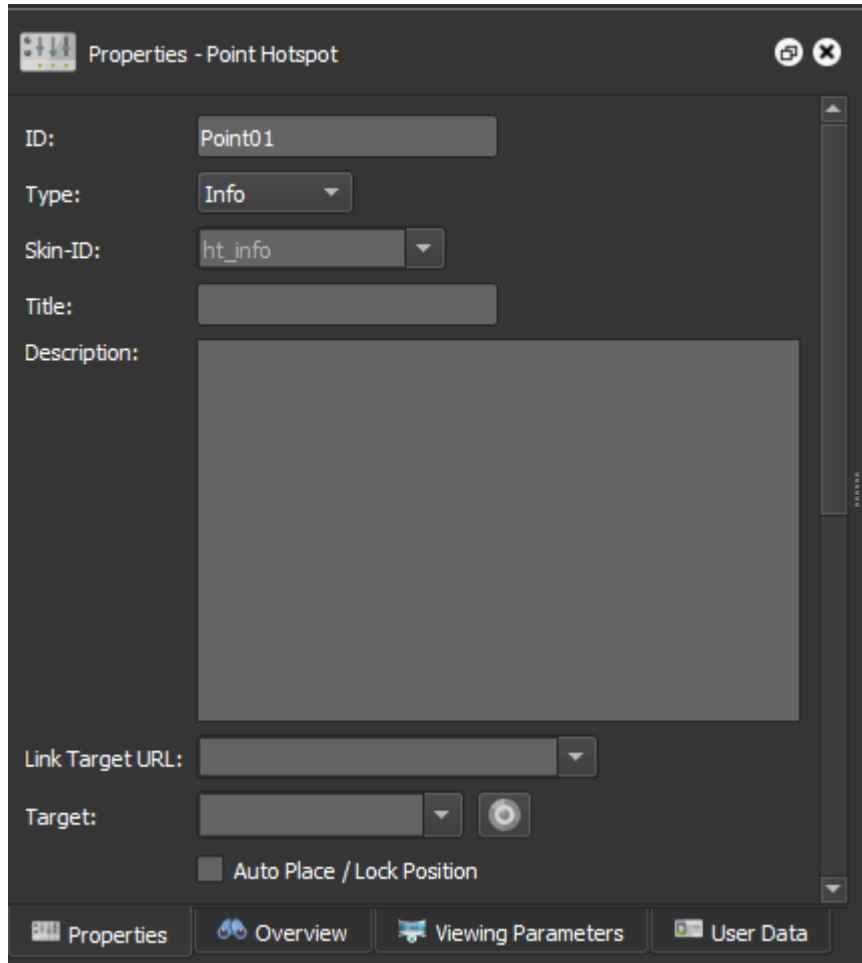 Properties - Point Hotspot
ID: Point01
Type: Info
Skin-ID: ht_info
Title:
Description:
Link Target URL:
Target:
Auto Place / Lock Position
Properties Overview Viewing Parameters User Data